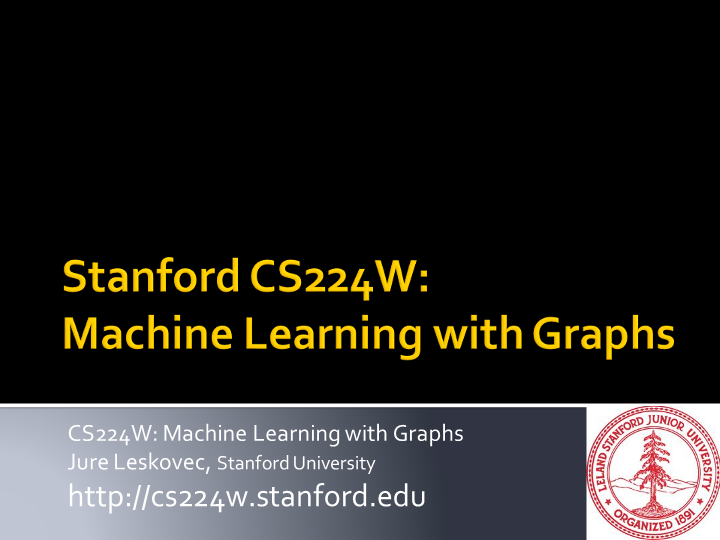 Stanford CS224W:
Machine Learning with Graphs
CS224W: Machine Learning with Graphs
Jure Leskovec, Stanford University
http://cs224w.stanford.edu
LELAND STANFORD JUNIOR UNIVERSITY
ORGANIZED 1891